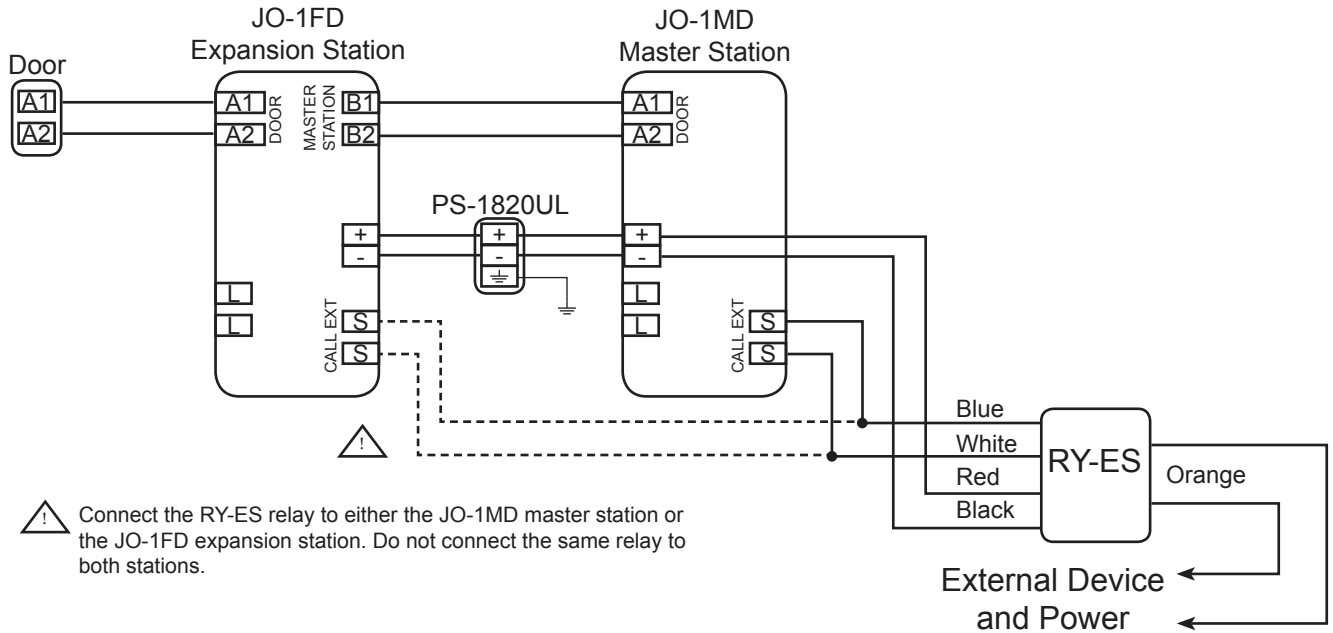 JO-1FD
Expansion Station
JO-1MD
Master Station
Door
A1
A2
A1
A2
DOOR
MASTER
STATION
B1
B2
A1
A2
DOOR
PS-1820UL
+
-
+
-
+
-
L
L
CALL EXT
S
S
L
L
CALL EXT
S
S
!
Blue
White
Red
Black
RY-ES
Orange
! Connect the RY-ES relay to either the JO-1MD master station or
the JO-1FD expansion station. Do not connect the same relay to
both stations.
External Device
and Power